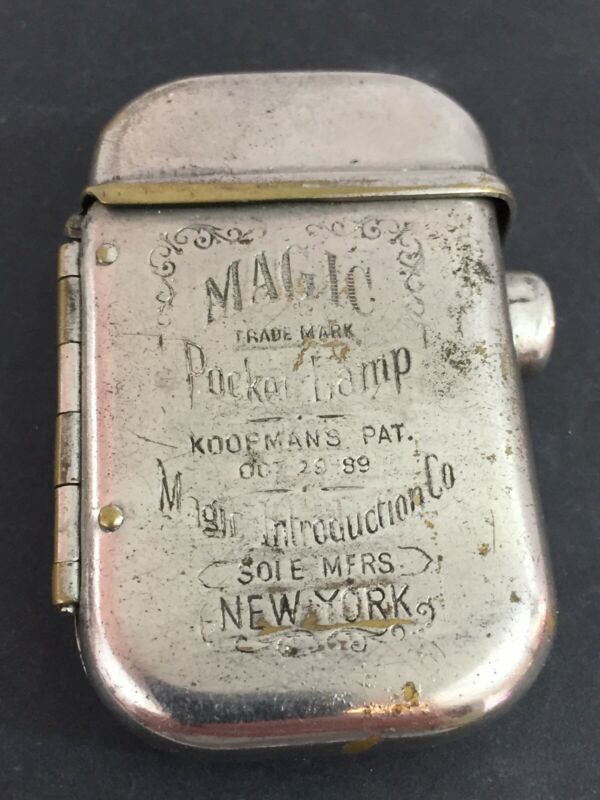 MAGIC
TRADE MARK
Pocket Lamp
KOOPMANS PAT.
OCT 29 89
Magic Introduction Co
SOLE MFRS
NEW YORK